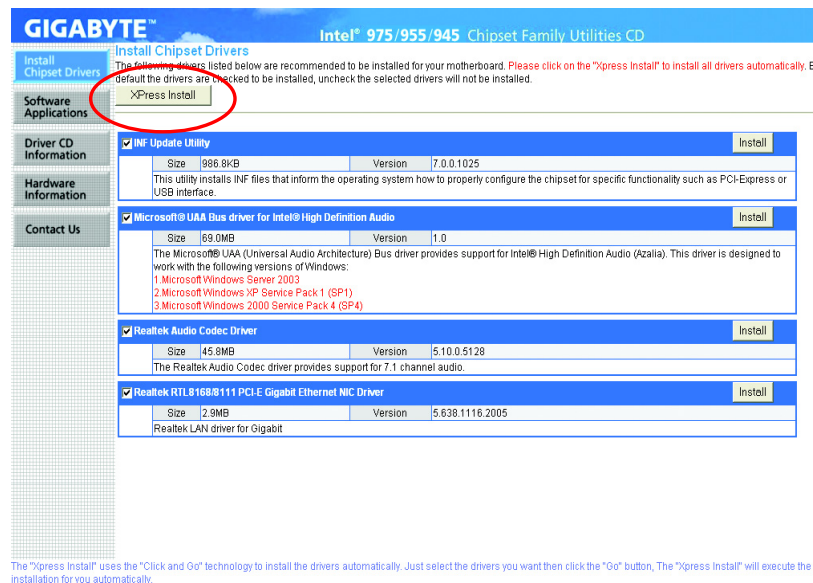 GIGABYTE™
Intel® 975/955/945 Chipset Family Utilities CD
Install
Chipset Drivers
Software
Applications
Driver CD
Information
Hardware
Information
Contact Us
Install Chipset Drivers
The following drivers listed below are recommended to be installed for your motherboard. Please click on the "Xpress Install" to install all drivers automatically.
default the drivers are checked to be installed, uncheck the selected drivers will not be installed.
XPress Install
INF Update Utility Install
Size 986.8KB Version 7.0.0.1025
This utility installs INF files that inform the operating system how to properly configure the chipset for specific functionality such as PCI-Express or
USB interface.
Microsoft® UAA Bus driver for Intel® High Definition Audio Install
Size 69.0MB Version 1.0
The Microsoft® UAA (Universal Audio Architecture) Bus driver provides support for Intel® High Definition Audio (Azalia). This driver is designed to
work with the following versions of Windows:
1.Microsoft Windows Server 2003
2.Microsoft Windows XP Service Pack 1 (SP1)
3.Microsoft Windows 2000 Service Pack 4 (SP4)
Realtek Audio Codec Driver Install
Size 45.8MB Version 5.10.0.5128
The Realtek Audio Codec driver provides support for 7.1 channel audio.
Realtek RTL8168/8111 PCI-E Gigabit Ethernet NIC Driver Install
Size 2.9MB Version 5.638.1116.2005
Realtek LAN driver for Gigabit
The "Xpress Install" uses the "Click and Go" technology to install the drivers automatically. Just select the drivers you want then click the "Go" button, The "Xpress Install" will execute the
installation for you automatically.